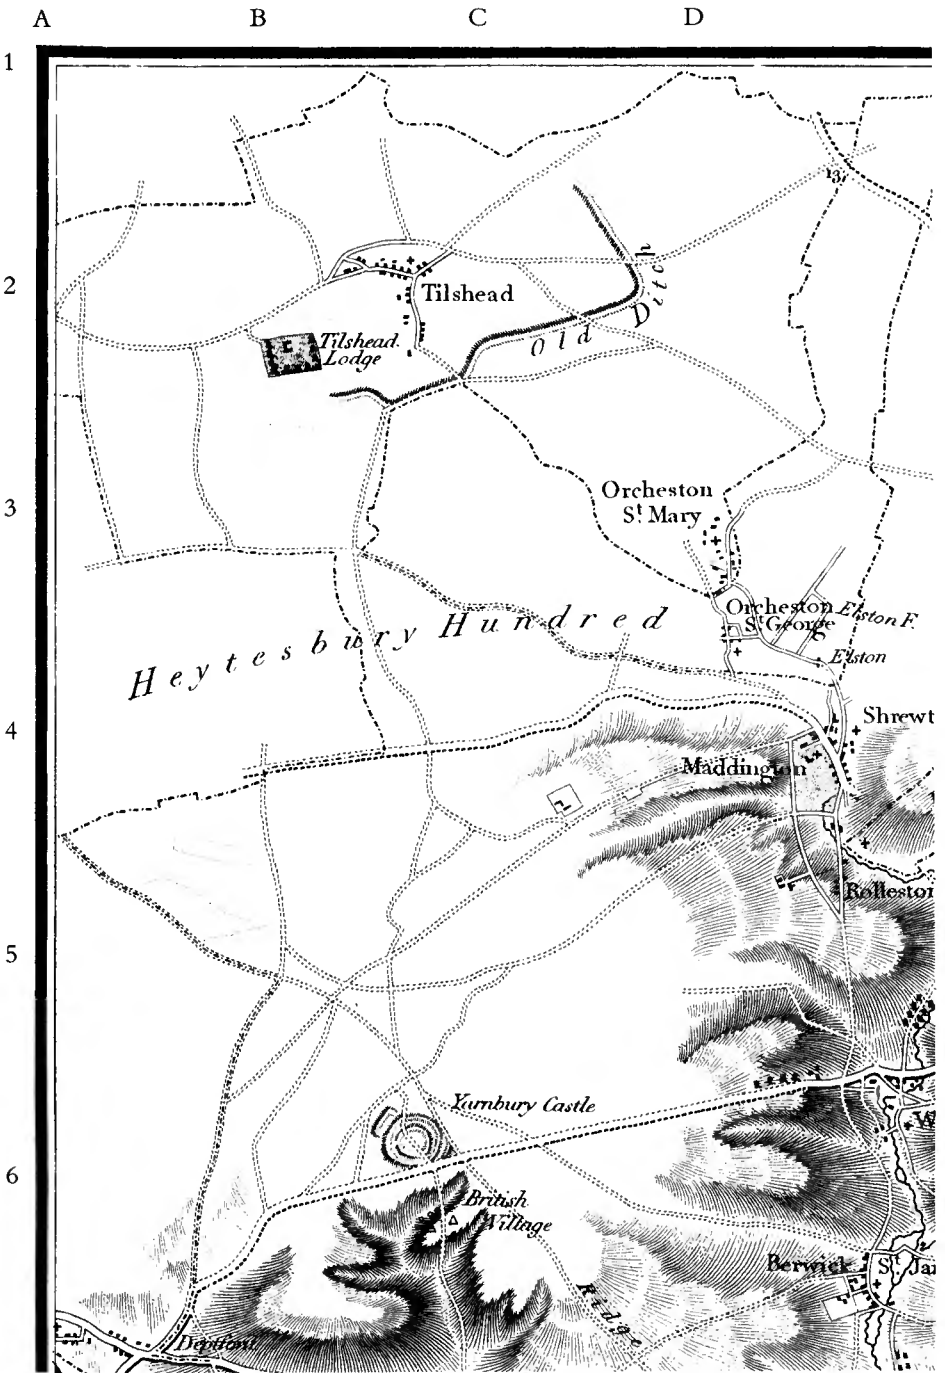 A B C D
1
13
2
Tilshead
Old Ditch
Tilshead
Lodge
3
Orcheston
St. Mary
Orcheston
St. George
Elston F.
Elston
Heytesbury Hundred
4
Shrewt
Maddington
Rolleston
5
Yarnbury Castle
W
6
British
Village
Berwick St. Ja
Ridge
Deptford